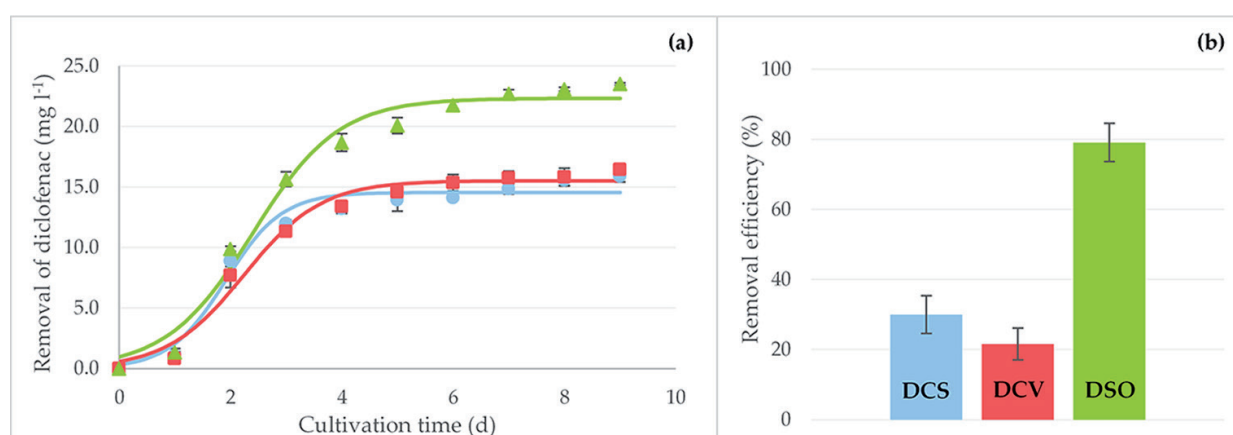 (a)
Removal of diclofenac (mg l⁻¹)
25.0
20.0
15.0
10.0
5.0
0.0
0 2 4 6 8 10
Cultivation time (d)
(b)
Removal efficiency (%)
100
80
60
40
20
0
DCS DCV DSO